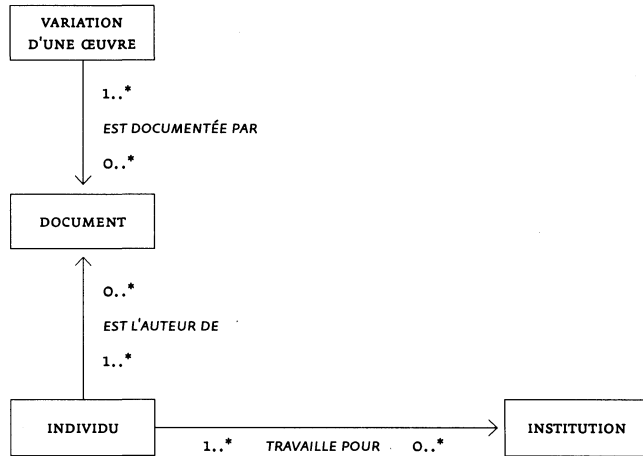 VARIATION
D'UNE ŒUVRE
1..*
EST DOCUMENTÉE PAR
0..*
DOCUMENT
0..*
EST L'AUTEUR DE
1..*
INDIVIDU
1..* TRAVAILLE POUR 0..*
INSTITUTION